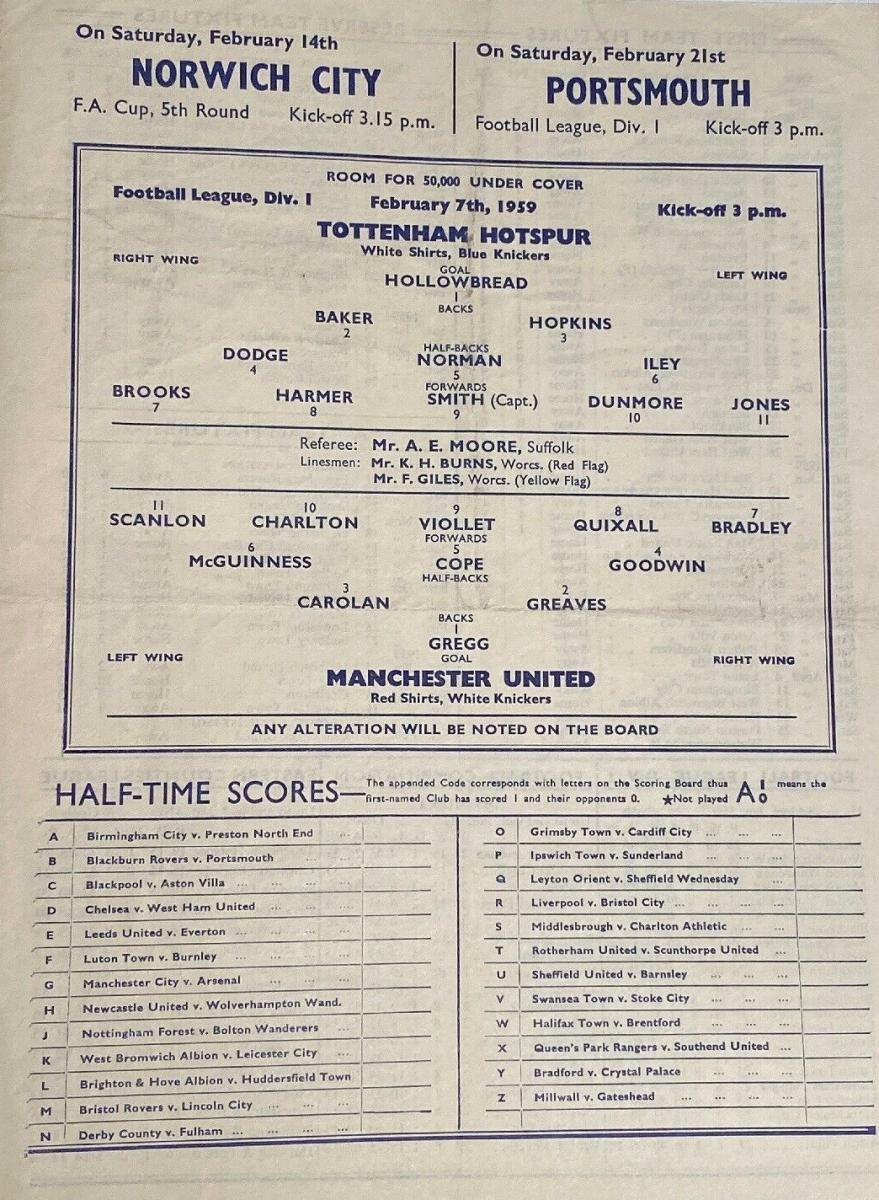 On Saturday, February 14th
NORWICH CITY
F.A. Cup, 5th Round Kick-off 3.15 p.m.
On Saturday, February 21st
PORTSMOUTH
Football League, Div. 1 Kick-off 3 p.m.
ROOM FOR 50,000 UNDER COVER
Football League, Div. 1 February 7th, 1959 Kick-off 3 p.m.
TOTTENHAM HOTSPUR
White Shirts, Blue Knickers
RIGHT WING GOAL LEFT WING
HOLLOWBREAD
1
BACKS
BAKER HOPKINS
2 3
HALF-BACKS
DODGE NORMAN ILEY
4 5 6
FORWARDS
BROOKS HARMER SMITH (Capt.) DUNMORE JONES
7 8 9 10 11
Referee: Mr. A. E. MOORE, Suffolk
Linesmen: Mr. K. H. BURNS, Worcs. (Red Flag)
Mr. F. GILES, Worcs. (Yellow Flag)
11 10 9 8 7
SCANLON CHARLTON VIOLLET QUIXALL BRADLEY
FORWARDS
6 5 4
McGUINNESS COPE GOODWIN
HALF-BACKS
3 2
CAROLAN GREAVES
BACKS
1
GREGG
LEFT WING GOAL RIGHT WING
MANCHESTER UNITED
Red Shirts, White Knickers
ANY ALTERATION WILL BE NOTED ON THE BOARD
HALF-TIME SCORES—The appended Code corresponds with letters on the Scoring Board thus A 1 0 means the
first-named Club has scored 1 and their opponents 0. ★Not played
A Birmingham City v. Preston North End ...
B Blackburn Rovers v. Portsmouth ... ...
C Blackpool v. Aston Villa ... ... ...
D Chelsea v. West Ham United ... ... ...
E Leeds United v. Everton ... ... ...
F Luton Town v. Burnley ... ... ...
G Manchester City v. Arsenal ... ...
H Newcastle United v. Wolverhampton Wand.
J Nottingham Forest v. Bolton Wanderers ...
K West Bromwich Albion v. Leicester City ...
L Brighton & Hove Albion v. Huddersfield Town
M Bristol Rovers v. Lincoln City ... ... ...
N Derby County v. Fulham ... ... ... ...
O Grimsby Town v. Cardiff City ... ... ...
P Ipswich Town v. Sunderland ... ... ...
Q Leyton Orient v. Sheffield Wednesday ...
R Liverpool v. Bristol City ... ... ... ...
S Middlesbrough v. Charlton Athletic ... ...
T Rotherham United v. Scunthorpe United ...
U Sheffield United v. Barnsley ... ... ...
V Swansea Town v. Stoke City ... ... ...
W Halifax Town v. Brentford ... ... ...
X Queen's Park Rangers v. Southend United ...
Y Bradford v. Crystal Palace ... ... ...
Z Millwall v. Gateshead ... ... ... ...